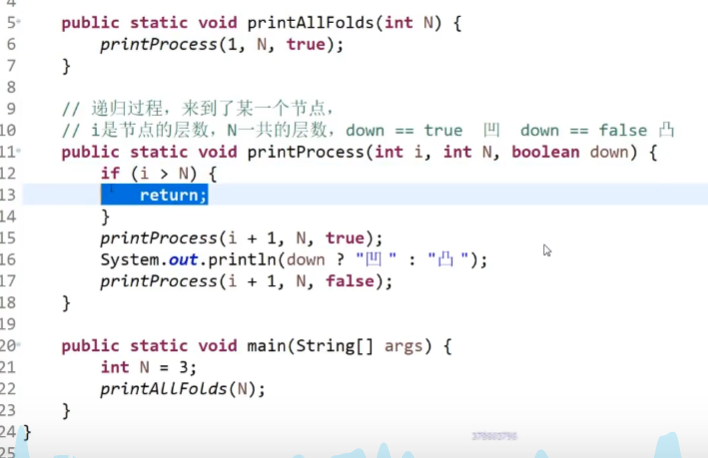 4
5 public static void printAllFolds(int N) {
6 printProcess(1, N, true);
7 }
8
9 // 递归过程，来到了某一个节点，
10 // i是节点的层数，N一共的层数，down == true 凹 down == false 凸
11 public static void printProcess(int i, int N, boolean down) {
12 if (i > N) {
13 return;
14 }
15 printProcess(i + 1, N, true);
16 System.out.println(down ? "凹 " : "凸 ");
17 printProcess(i + 1, N, false);
18 }
19
20 public static void main(String[] args) {
21 int N = 3;
22 printAllFolds(N);
23 }
24 }
25